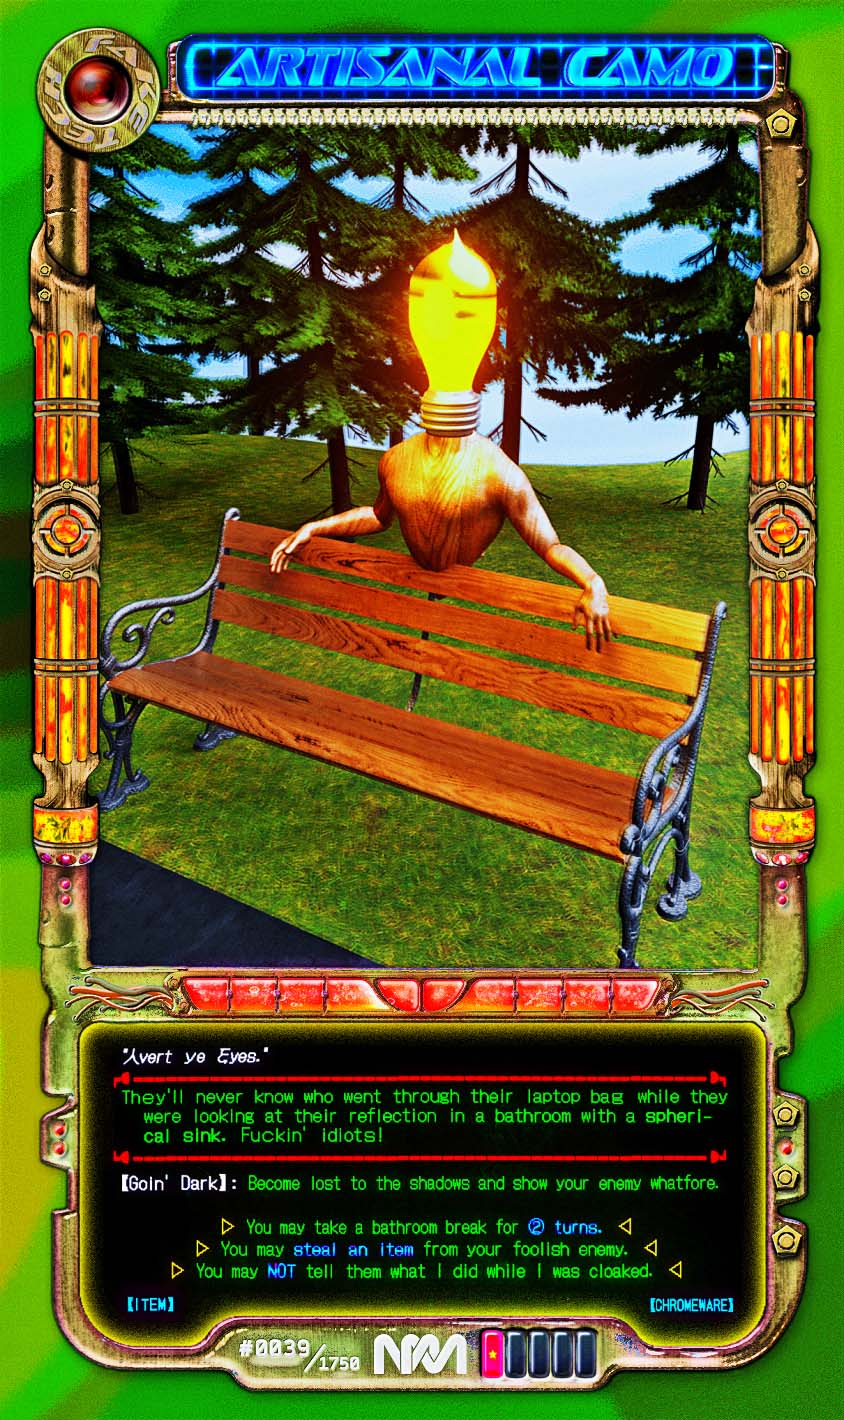 FAKE TECH
ARTISANAL CAMO
"Avert ye Eyes."
They'll never know who went through their laptop bag while they
were looking at their reflection in a bathroom with a spheri-
cal sink. Fuckin' idiots!
【Goin' Dark】: Become lost to the shadows and show your enemy whatfore.
▷ You may take a bathroom break for ② turns. ◁
▷ You may steal an item from your foolish enemy. ◁
▷ You may NOT tell them what I did while I was cloaked. ◁
【ITEM】
【CHROMEWARE】
#0039/1750
NPM